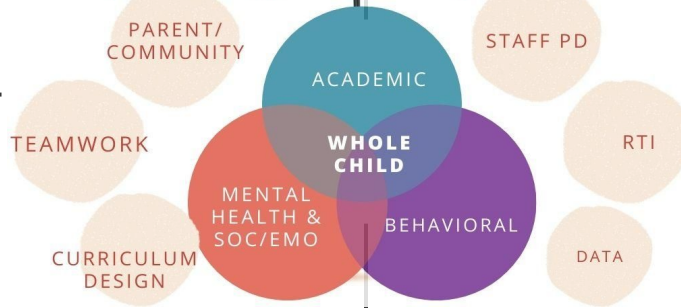 PARENT/
COMMUNITY
STAFF PD
ACADEMIC
TEAMWORK
WHOLE
CHILD
RTI
MENTAL
HEALTH &
SOC/EMO
BEHAVIORAL
CURRICULUM
DESIGN
DATA